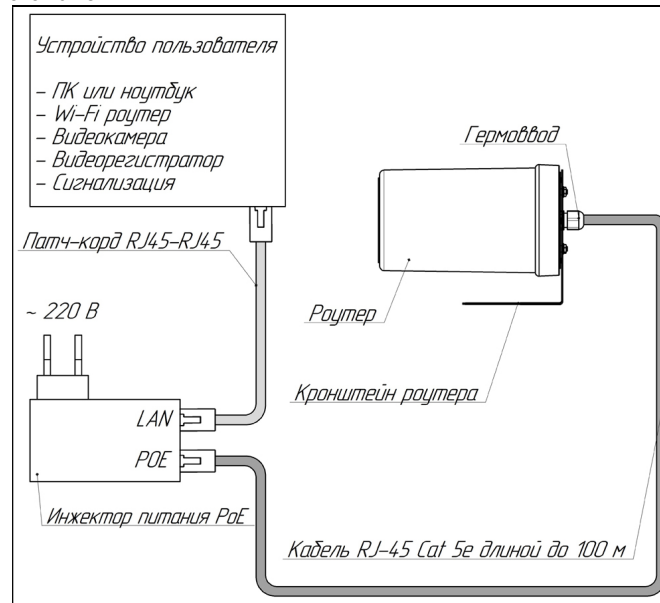 Устройство пользователя
- ПК или ноутбук
- Wi-Fi роутер
- Видеокамера
- Видеорегистратор
- Сигнализация
Гермоввод
Патч-корд RJ45-RJ45
~ 220 В
Роутер
Кронштейн роутера
LAN
POE
Инжектор питания PoE
Кабель RJ-45 Cat 5e длиной до 100 м